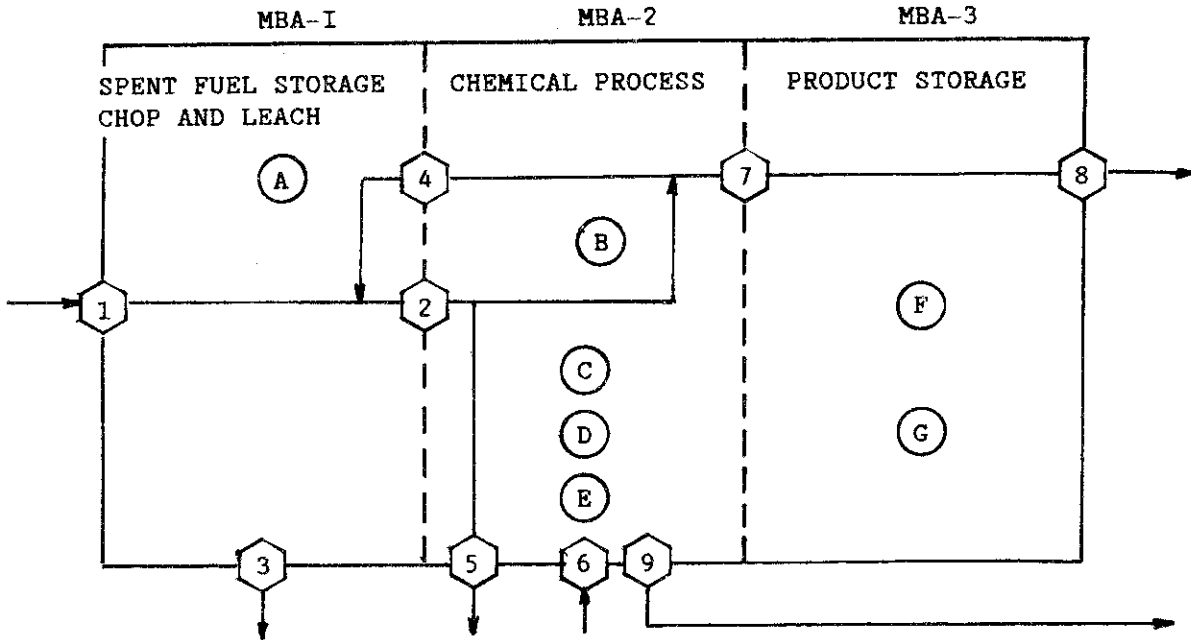 MBA-I MBA-2 MBA-3
SPENT FUEL STORAGE CHEMICAL PROCESS PRODUCT STORAGE
CHOP AND LEACH
A 4 7 8
B
1 2 F
C
D G
E
3 5 6 9